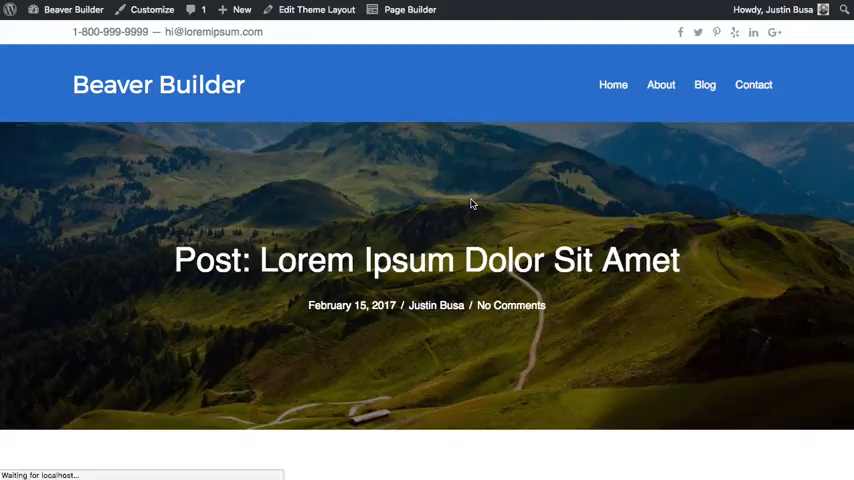 Beaver Builder Customize 1 New Edit Theme Layout Page Builder Howdy, Justin Busa
1-800-999-9999 — hi@loremipsum.com
Beaver Builder Home About Blog Contact
Post: Lorem Ipsum Dolor Sit Amet
February 15, 2017 / Justin Busa / No Comments
Waiting for localhost...